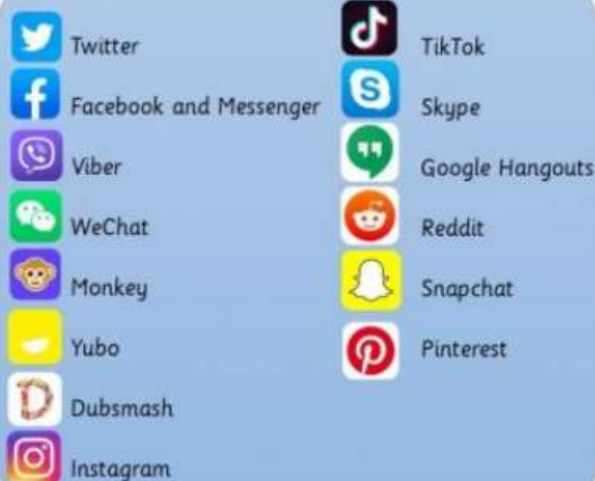 Twitter
Facebook and Messenger
Viber
WeChat
Monkey
Yubo
Dubsmash
Instagram
TikTok
Skype
Google Hangouts
Reddit
Snapchat
Pinterest